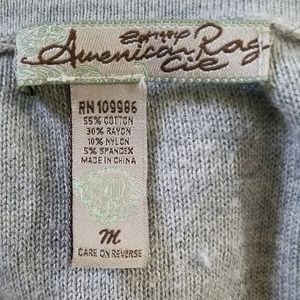 American Rag
Cie
RN 109986
55% COTTON
30% RAYON
10% NYLON
5% SPANDEX
MADE IN CHINA
M
CARE ON REVERSE